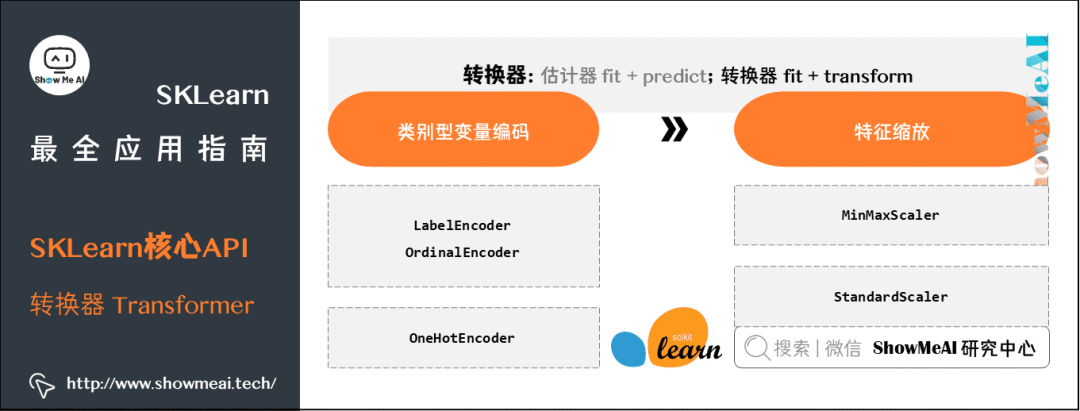 Show Me AI
SKLearn
最全应用指南
SKLearn核心API
转换器 Transformer
http://www.showmeai.tech/
转换器: 估计器 fit + predict; 转换器 fit + transform
类别型变量编码
特征缩放
LabelEncoder
OrdinalEncoder
OneHotEncoder
MinMaxScaler
StandardScaler
scikit
learn
搜索 | 微信 ShowMeAI 研究中心
owMeAI